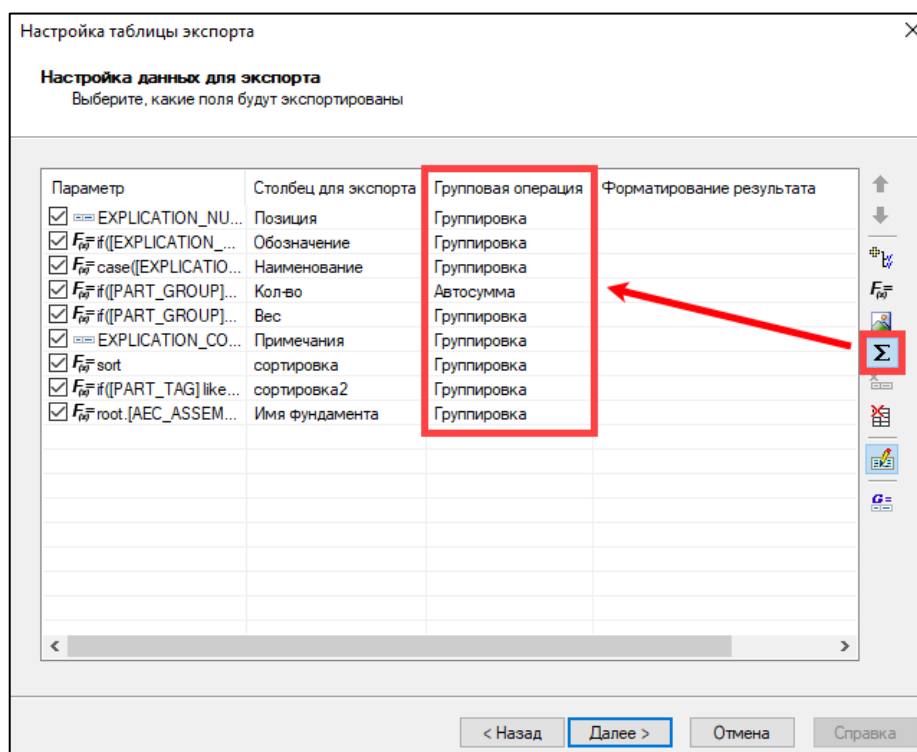 Настройка таблицы экспорта
Настройка данных для экспорта
Выберите, какие поля будут экспортированы
Параметр Столбец для экспорта Групповая операция Форматирование результата
EXPLICATION_NU... Позиция Группировка
F(x)= if([EXPLICATION_... Обозначение Группировка
F(x)= case([EXPLICATIO... Наименование Группировка
F(x)= if([PART_GROUP]... Кол-во Автосумма
F(x)= if([PART_GROUP]... Вес Группировка
EXPLICATION_CO... Примечания Группировка
F(x)= sort сортировка Группировка
F(x)= if([PART_TAG] like... сортировка2 Группировка
F(x)= root.[AEC_ASSEM... Имя фундамента Группировка
F(x)=
Σ
G=
< Назад Далее > Отмена Справка